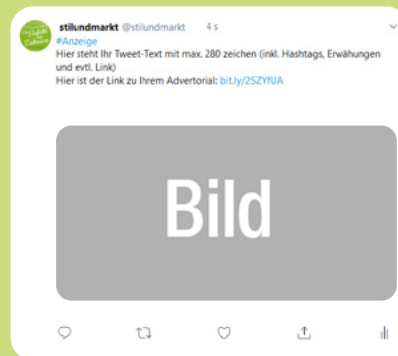 stilundmarkt @stilundmarkt 4 s
#Anzeige
Hier steht Ihr Tweet-Text mit max. 280 zeichen (inkl. Hashtags, Erwähungen
und evtl. Link)
Hier ist der Link zu Ihrem Advertorial: bit.ly/2SZYfUA
Bild